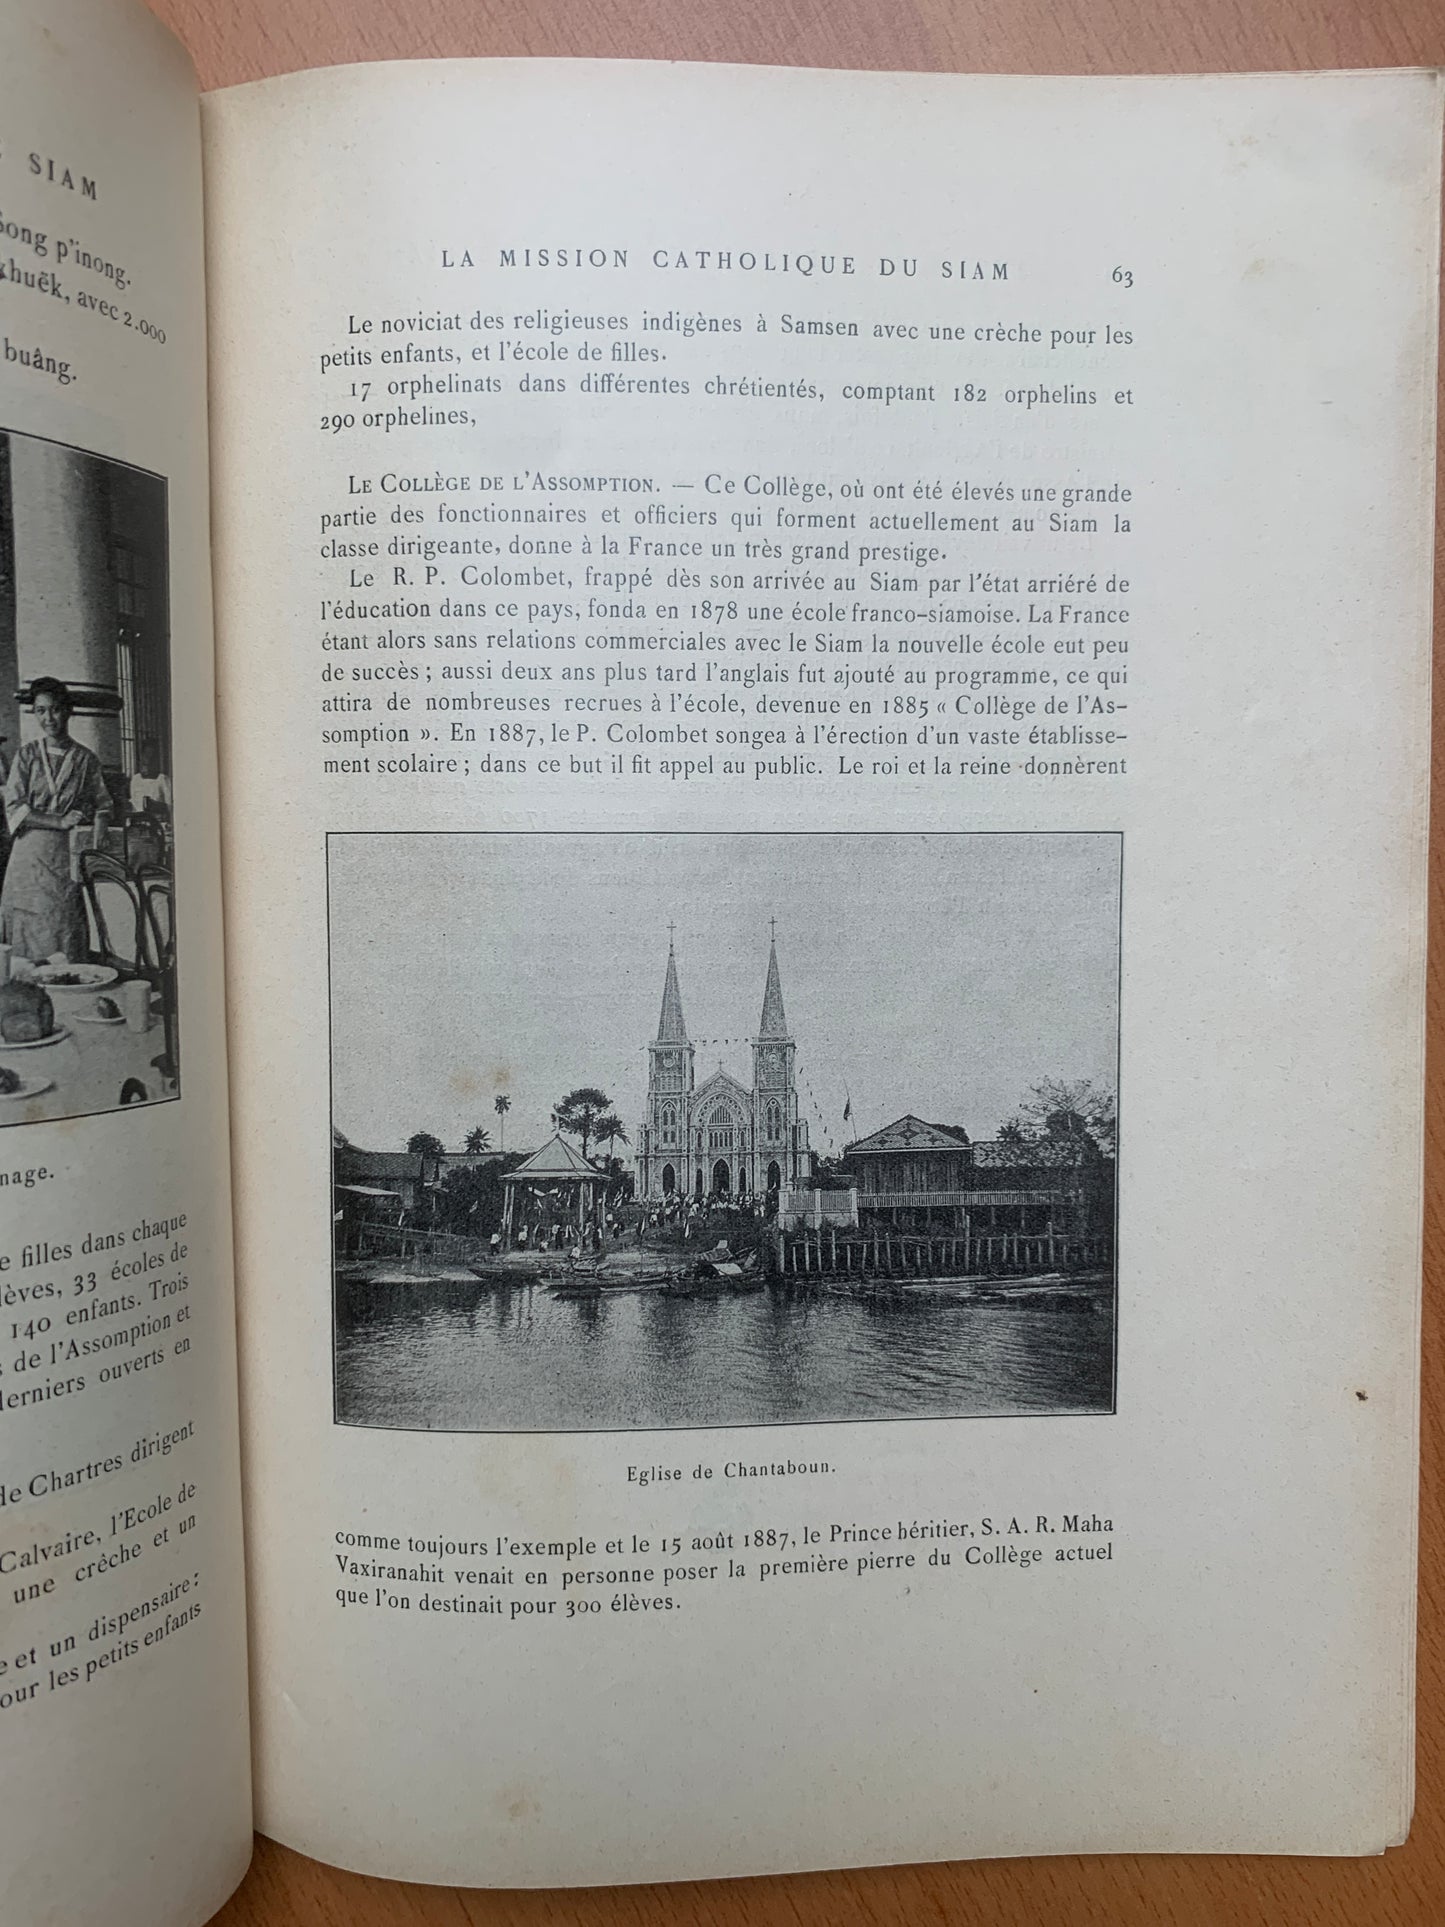 SIAM
Song p'inong.
khuĕk, avec 2.000
buâng.
nage.
e filles dans chaque
lèves, 33 écoles de
140 enfants. Trois
s de l'Assomption et
derniers ouverts en
de Chartres dirigent
Calvaire, l'Ecole de
une crêche et un
e et un dispensaire :
our les petits enfants
LA MISSION CATHOLIQUE DU SIAM 63
Le noviciat des religieuses indigènes à Samsen avec une crèche pour les
petits enfants, et l'école de filles.
17 orphelinats dans différentes chrétientés, comptant 182 orphelins et
290 orphelines,
LE COLLÈGE DE L'ASSOMPTION. — Ce Collège, où ont été élevés une grande
partie des fonctionnaires et officiers qui forment actuellement au Siam la
classe dirigeante, donne à la France un très grand prestige.
Le R. P. Colombet, frappé dès son arrivée au Siam par l'état arriéré de
l'éducation dans ce pays, fonda en 1878 une école franco-siamoise. La France
étant alors sans relations commerciales avec le Siam la nouvelle école eut peu
de succès ; aussi deux ans plus tard l'anglais fut ajouté au programme, ce qui
attira de nombreuses recrues à l'école, devenue en 1885 « Collège de l'As-
somption ». En 1887, le P. Colombet songea à l'érection d'un vaste établisse-
ment scolaire ; dans ce but il fit appel au public. Le roi et la reine donnèrent
Eglise de Chantaboun.
comme toujours l'exemple et le 15 août 1887, le Prince héritier, S. A. R. Maha
Vaxiranahit venait en personne poser la première pierre du Collège actuel
que l'on destinait pour 300 élèves.